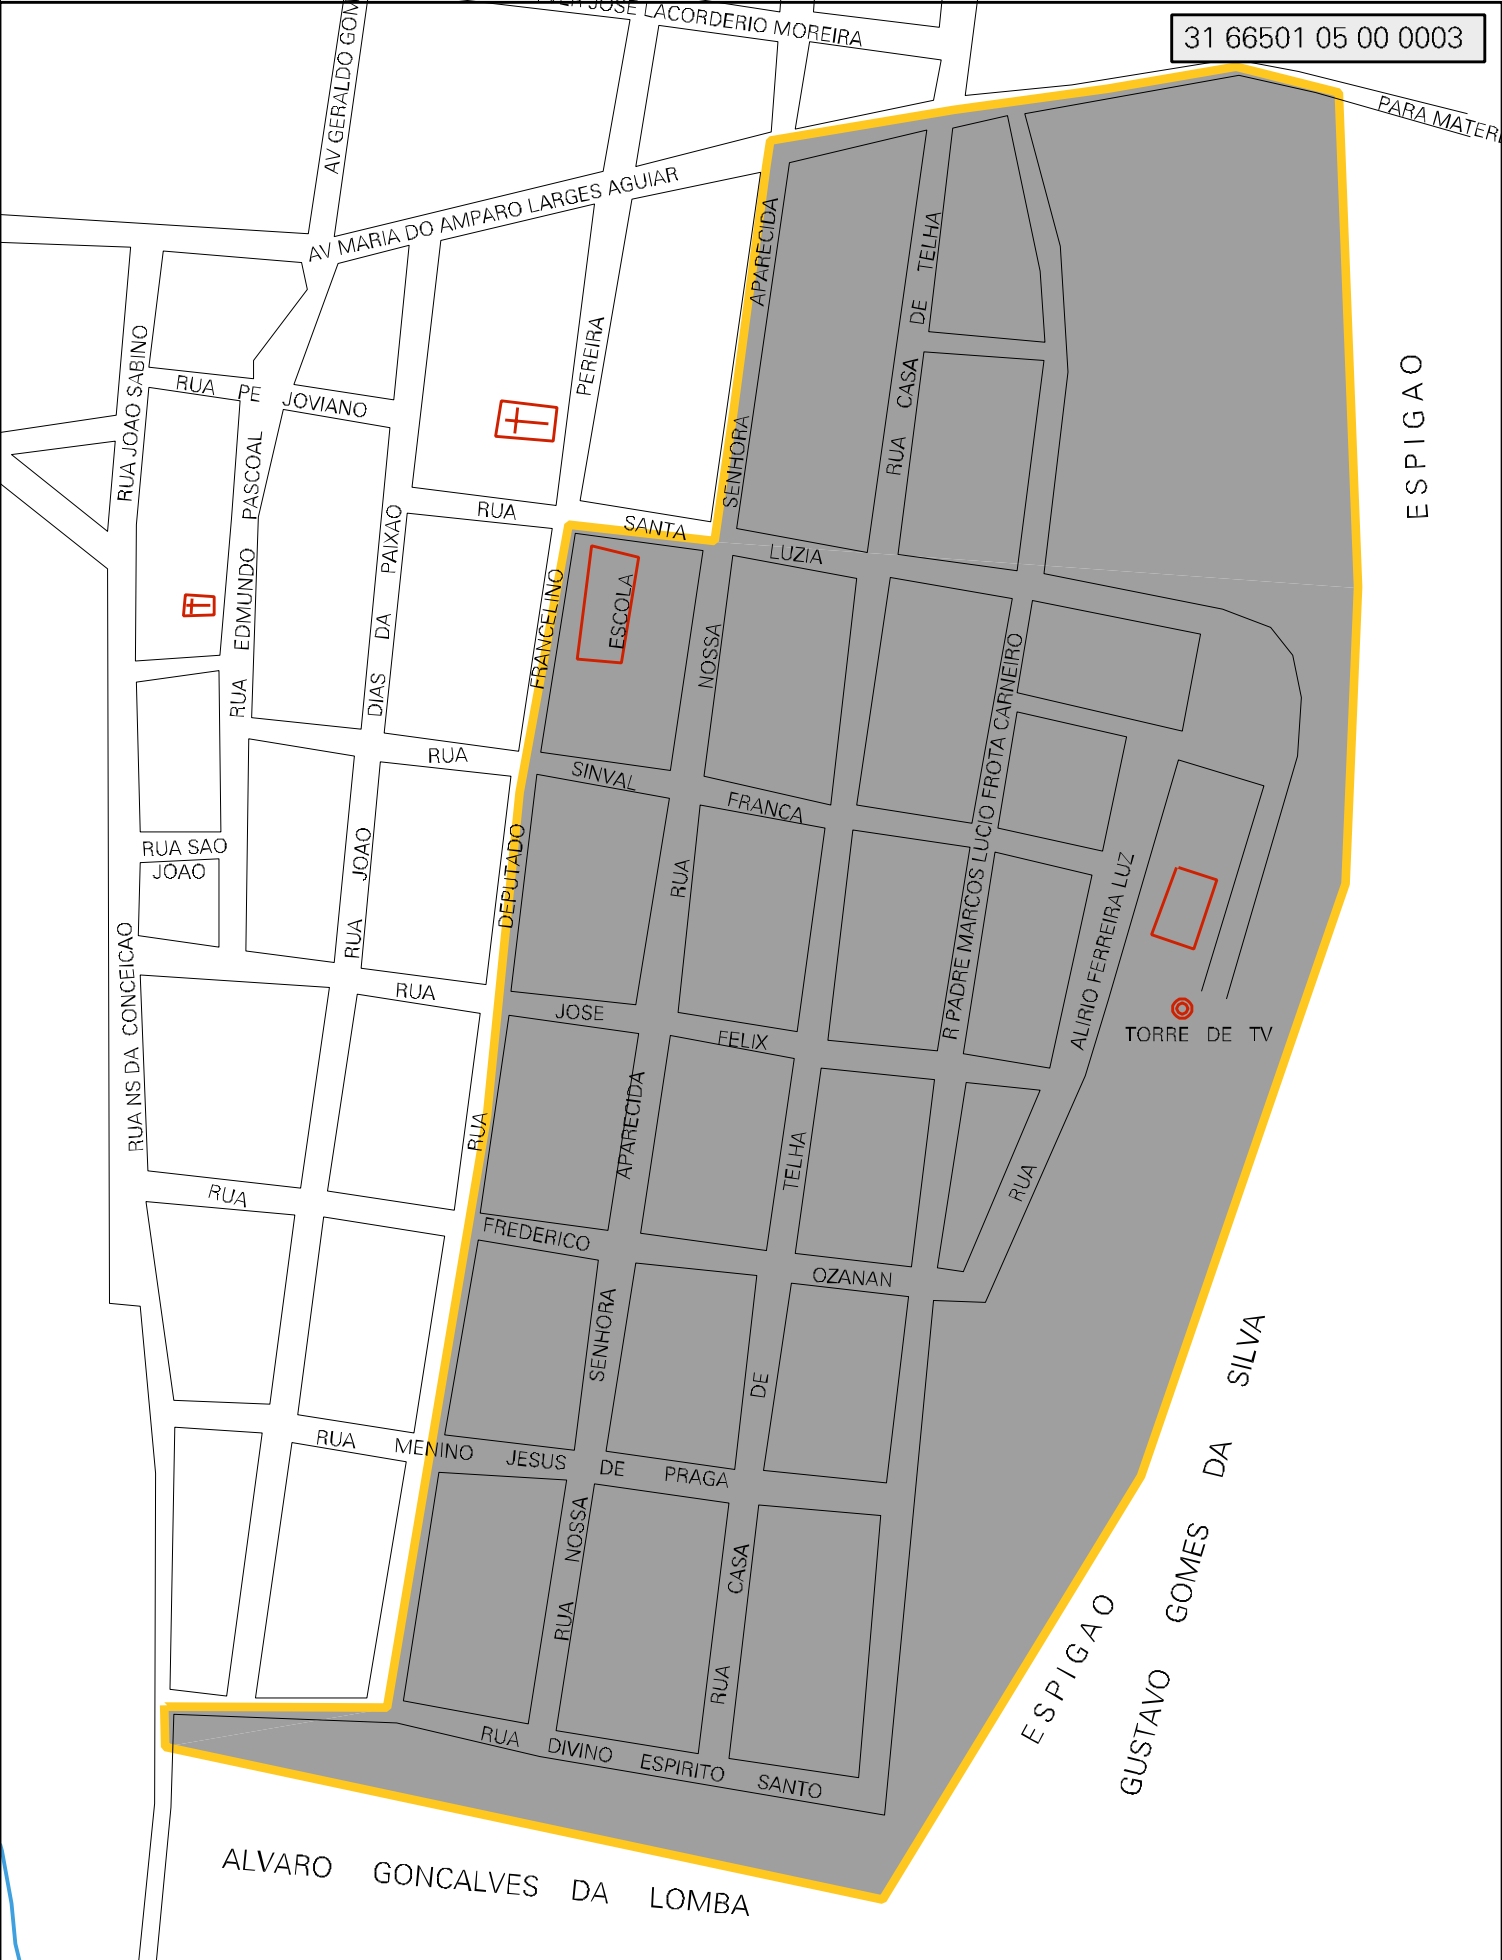 JOSE LACORDERIO MOREIRA
31 66501 05 00 0003
AV GERALDO GOM
PARA MATERI
AV MARIA DO AMPARO LARGES AGUIAR
APARECIDA
SENHORA
NOSSA
RUA
RUA CASA DE TELHA
RUA JOAO SABINO
RUA PE JOVIANO
PEREIRA
FRANCELINO
DEPUTADO
RUA
ESPIGAO
RUA SANTA LUZIA
RUA EDMUNDO PASCOAL
RUA JOAO DIAS DA PAIXAO
ESCOLA
R PADRE MARCOS LUCIO FROTA CARNEIRO
RUA SINVAL FRANCA
RUA SAO
JOAO
RUA ALIRIO FERREIRA LUZ
RUA NS DA CONCEICAO
RUA JOSE FELIX
TORRE DE TV
APARECIDA
SENHORA
RUA NOSSA
TELHA
DE
RUA CASA
RUA FREDERICO OZANAN
RUA MENINO JESUS DE PRAGA
RUA DIVINO ESPIRITO SANTO
ESPIGAO
GUSTAVO GOMES DA SILVA
ALVARO GONCALVES DA LOMBA